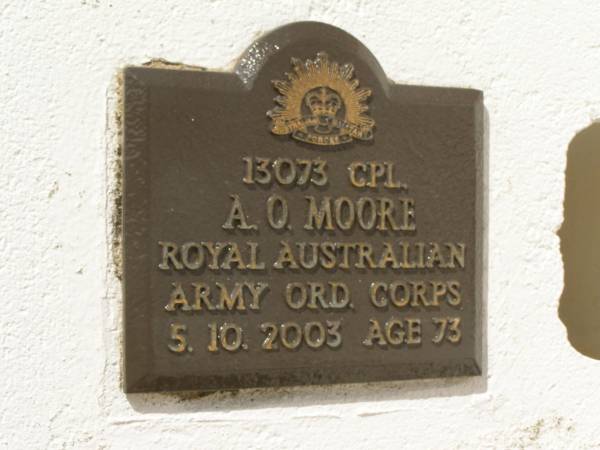 13073 CPL.
A. O. MOORE
ROYAL AUSTRALIAN
ARMY ORD. CORPS
5. 10. 2003 AGE 73